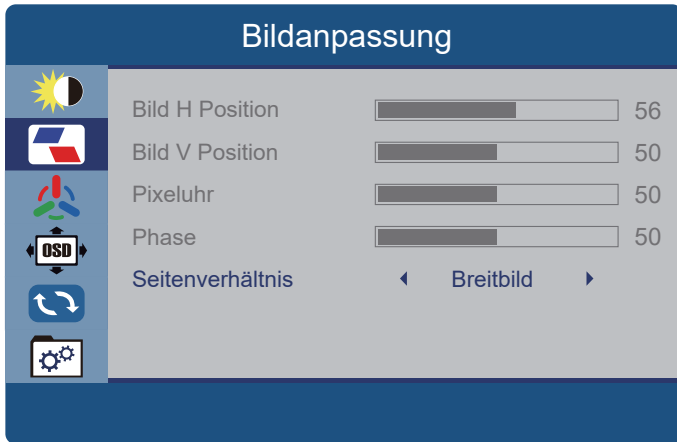 Bildanpassung
Bild H Position 56
Bild V Position 50
Pixeluhr 50
Phase 50
OSD
Seitenverhältnis Breitbild